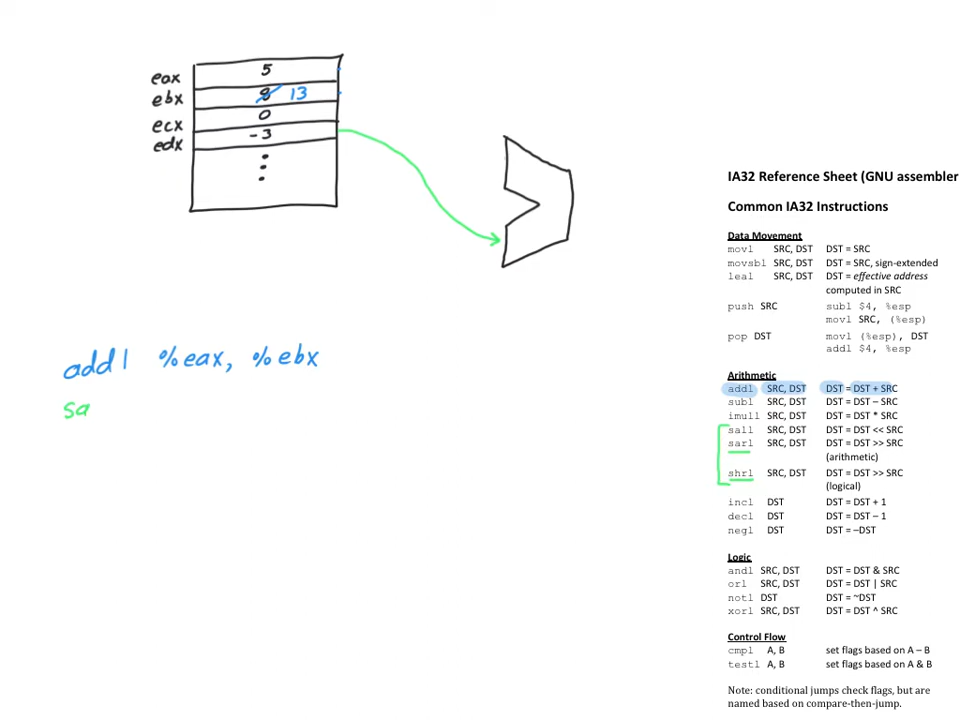 eax 5
ebx 8 13
ecx 0
edx -3
addl %eax, %ebx
sa
IA32 Reference Sheet (GNU assembler
Common IA32 Instructions
Data Movement
movl SRC, DST DST = SRC
movsbl SRC, DST DST = SRC, sign-extended
leal SRC, DST DST = effective address
computed in SRC
push SRC subl $4, %esp
movl SRC, (%esp)
pop DST movl (%esp), DST
addl $4, %esp
Arithmetic
addl SRC, DST DST = DST + SRC
subl SRC, DST DST = DST – SRC
imull SRC, DST DST = DST * SRC
sall SRC, DST DST = DST << SRC
sarl SRC, DST DST = DST >> SRC
(arithmetic)
shrl SRC, DST DST = DST >> SRC
(logical)
incl DST DST = DST + 1
decl DST DST = DST – 1
negl DST DST = –DST
Logic
andl SRC, DST DST = DST & SRC
orl SRC, DST DST = DST | SRC
notl DST DST = ~DST
xorl SRC, DST DST = DST ^ SRC
Control Flow
cmpl A, B set flags based on A – B
testl A, B set flags based on A & B
Note: conditional jumps check flags, but are
named based on compare-then-jump.